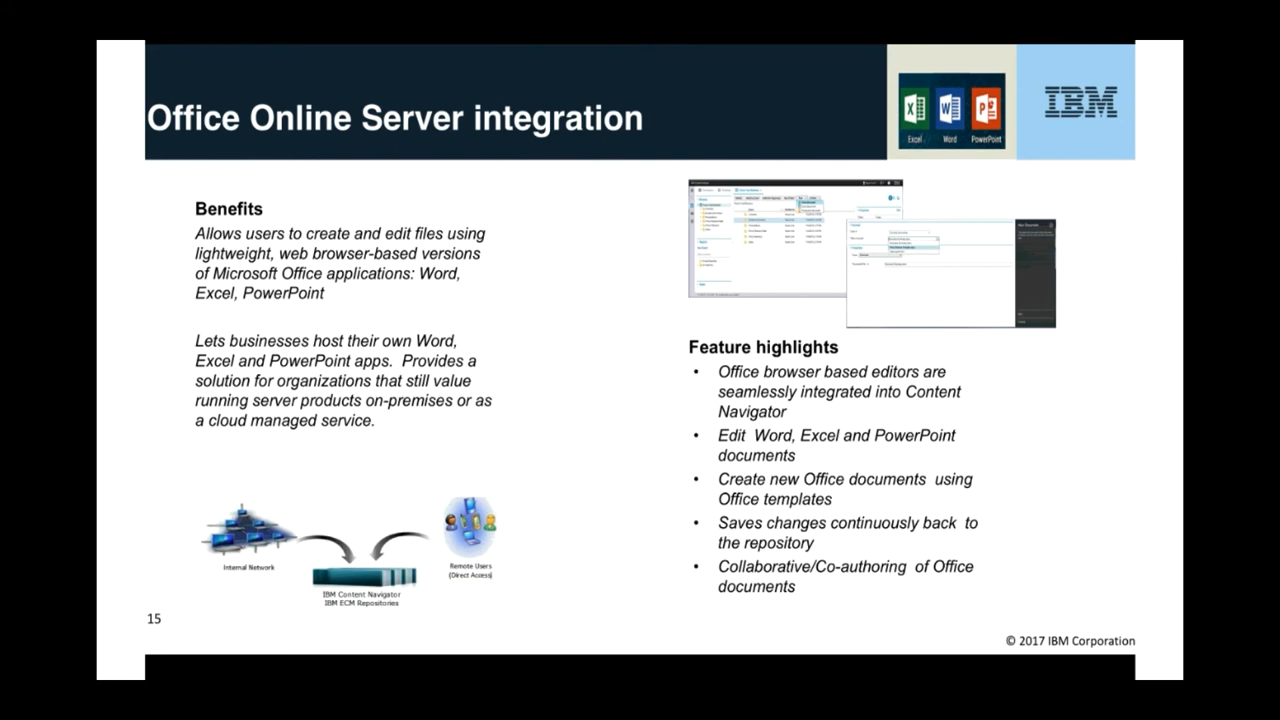 Office Online Server integration
Excel
Word
PowerPoint
IBM
Benefits
Allows users to create and edit files using
lightweight, web browser-based versions
of Microsoft Office applications: Word,
Excel, PowerPoint
Lets businesses host their own Word,
Excel and PowerPoint apps. Provides a
solution for organizations that still value
running server products on-premises or as
a cloud managed service.
Internal Network
Remote Users
(Direct Access)
IBM Content Navigator
IBM ECM Repositories
Feature highlights
• Office browser based editors are
seamlessly integrated into Content
Navigator
• Edit Word, Excel and PowerPoint
documents
• Create new Office documents using
Office templates
• Saves changes continuously back to
the repository
• Collaborative/Co-authoring of Office
documents
15
© 2017 IBM Corporation